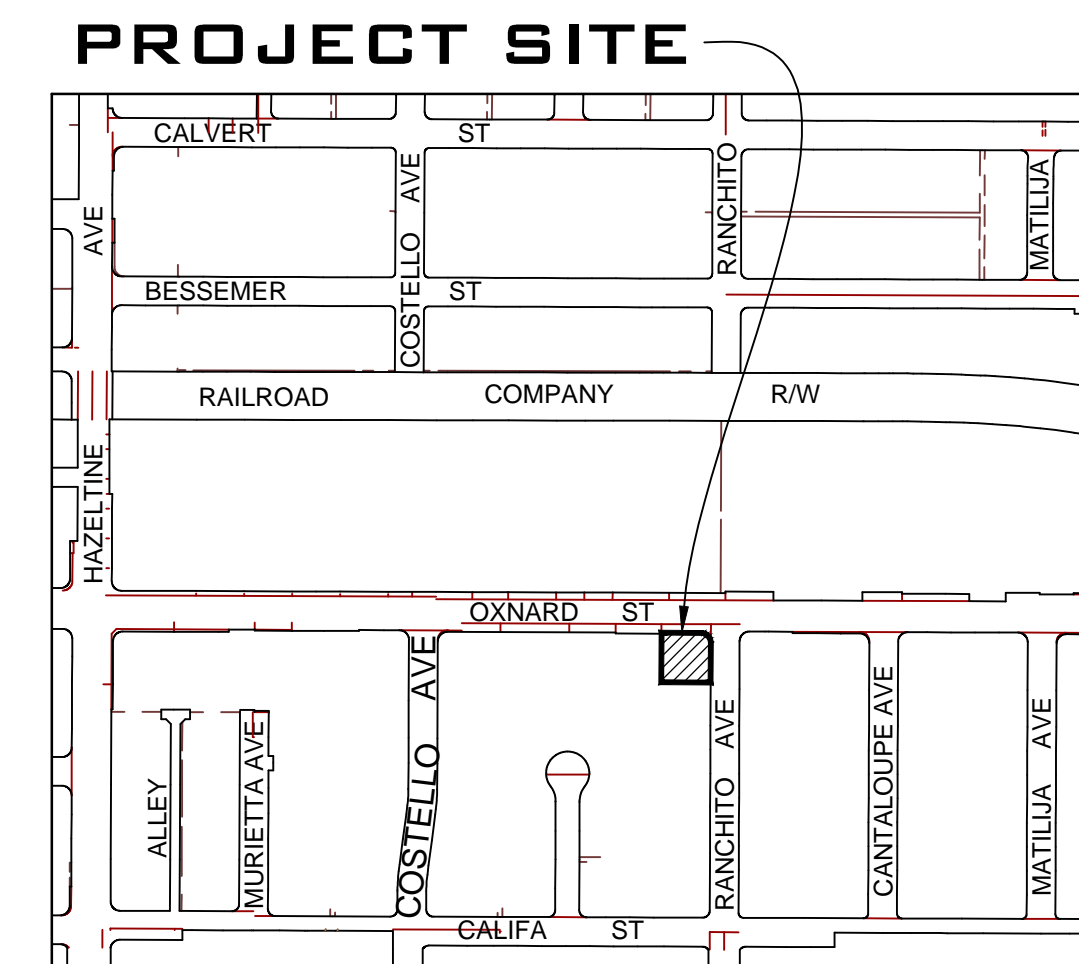 PROJECT SITE
CALVERT ST
COSTELLO AVE
RANCHITO
MATILIJA
HAZELTINE AVE
BESSEMER ST
RAILROAD COMPANY R/W
OXNARD ST
ALLEY
MURIETTA AVE
COSTELLO AVE
RANCHITO AVE
CANTALOUPE AVE
MATILIJA AVE
CALIFA ST